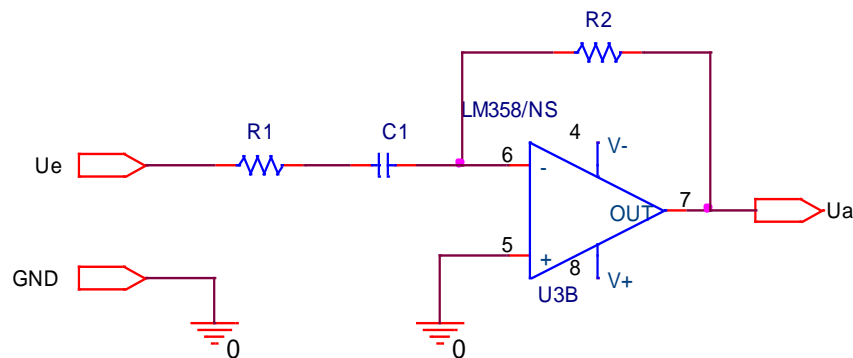 R2
LM358/NS
R1
C1
4
V-
6
-
Ue
OUT
7
Ua
5
+
8
V+
GND
U3B
0
0